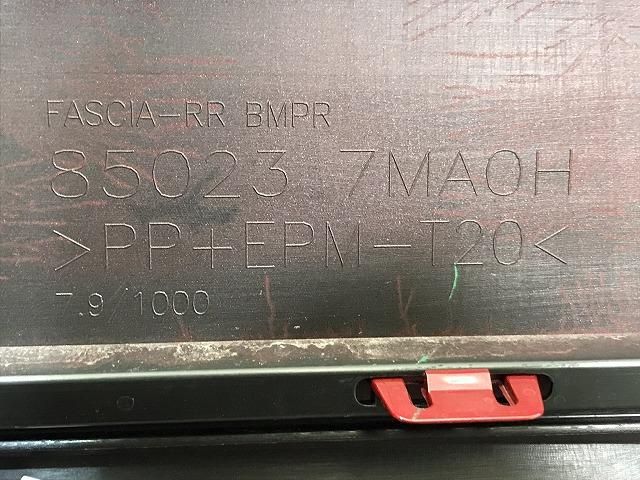 FASCIA-RR BMPR
85023 7MA0H
>PP+EPM-T20<
7.9/1000